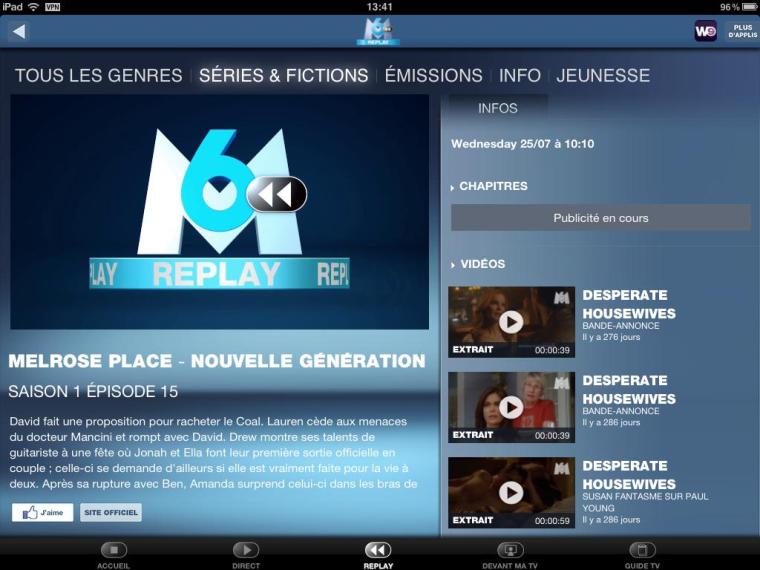 iPad VPN 13:41 96 %
M6
REPLAY
W9
PLUS
D'APPLIS
TOUS LES GENRES SÉRIES & FICTIONS ÉMISSIONS INFO JEUNESSE
M6
PLAY REPLAY REPL
INFOS
Wednesday 25/07 à 10:10
CHAPITRES
Publicité en cours
VIDÉOS
M6
EXTRAIT 00:00:39
DESPERATE
HOUSEWIVES
BANDE-ANNONCE
Il y a 276 jours
M6
EXTRAIT 00:00:39
DESPERATE
HOUSEWIVES
BANDE-ANNONCE
Il y a 286 jours
M6
EXTRAIT 00:00:59
DESPERATE
HOUSEWIVES
SUSAN FANTASME SUR PAUL
YOUNG
Il y a 286 jours
MELROSE PLACE - NOUVELLE GÉNÉRATION
SAISON 1 ÉPISODE 15
David fait une proposition pour racheter le Coal. Lauren cède aux menaces
du docteur Mancini et rompt avec David. Drew montre ses talents de
guitariste à une fête où Jonah et Ella font leur première sortie officielle en
couple ; celle-ci se demande d'ailleurs si elle est vraiment faite pour la vie à
deux. Après sa rupture avec Ben, Amanda surprend celui-ci dans les bras de
J'aime
SITE OFFICIEL
ACCUEIL DIRECT REPLAY DEVANT MA TV GUIDE TV